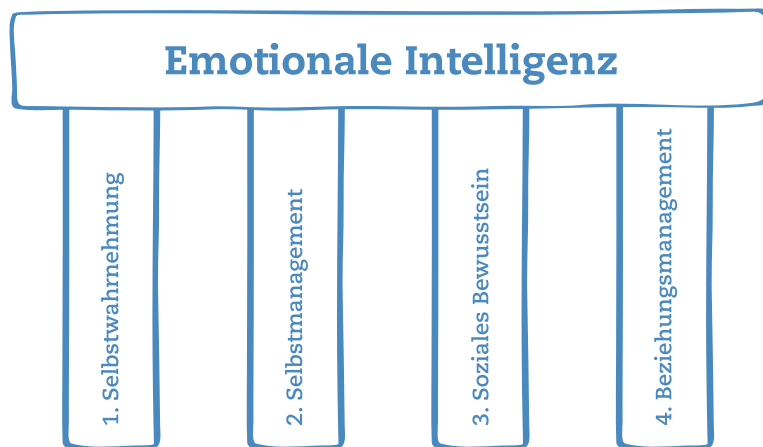 Emotionale Intelligenz
1. Selbstwahrnehmung
2. Selbstmanagement
3. Soziales Bewusstsein
4. Beziehungsmanagement